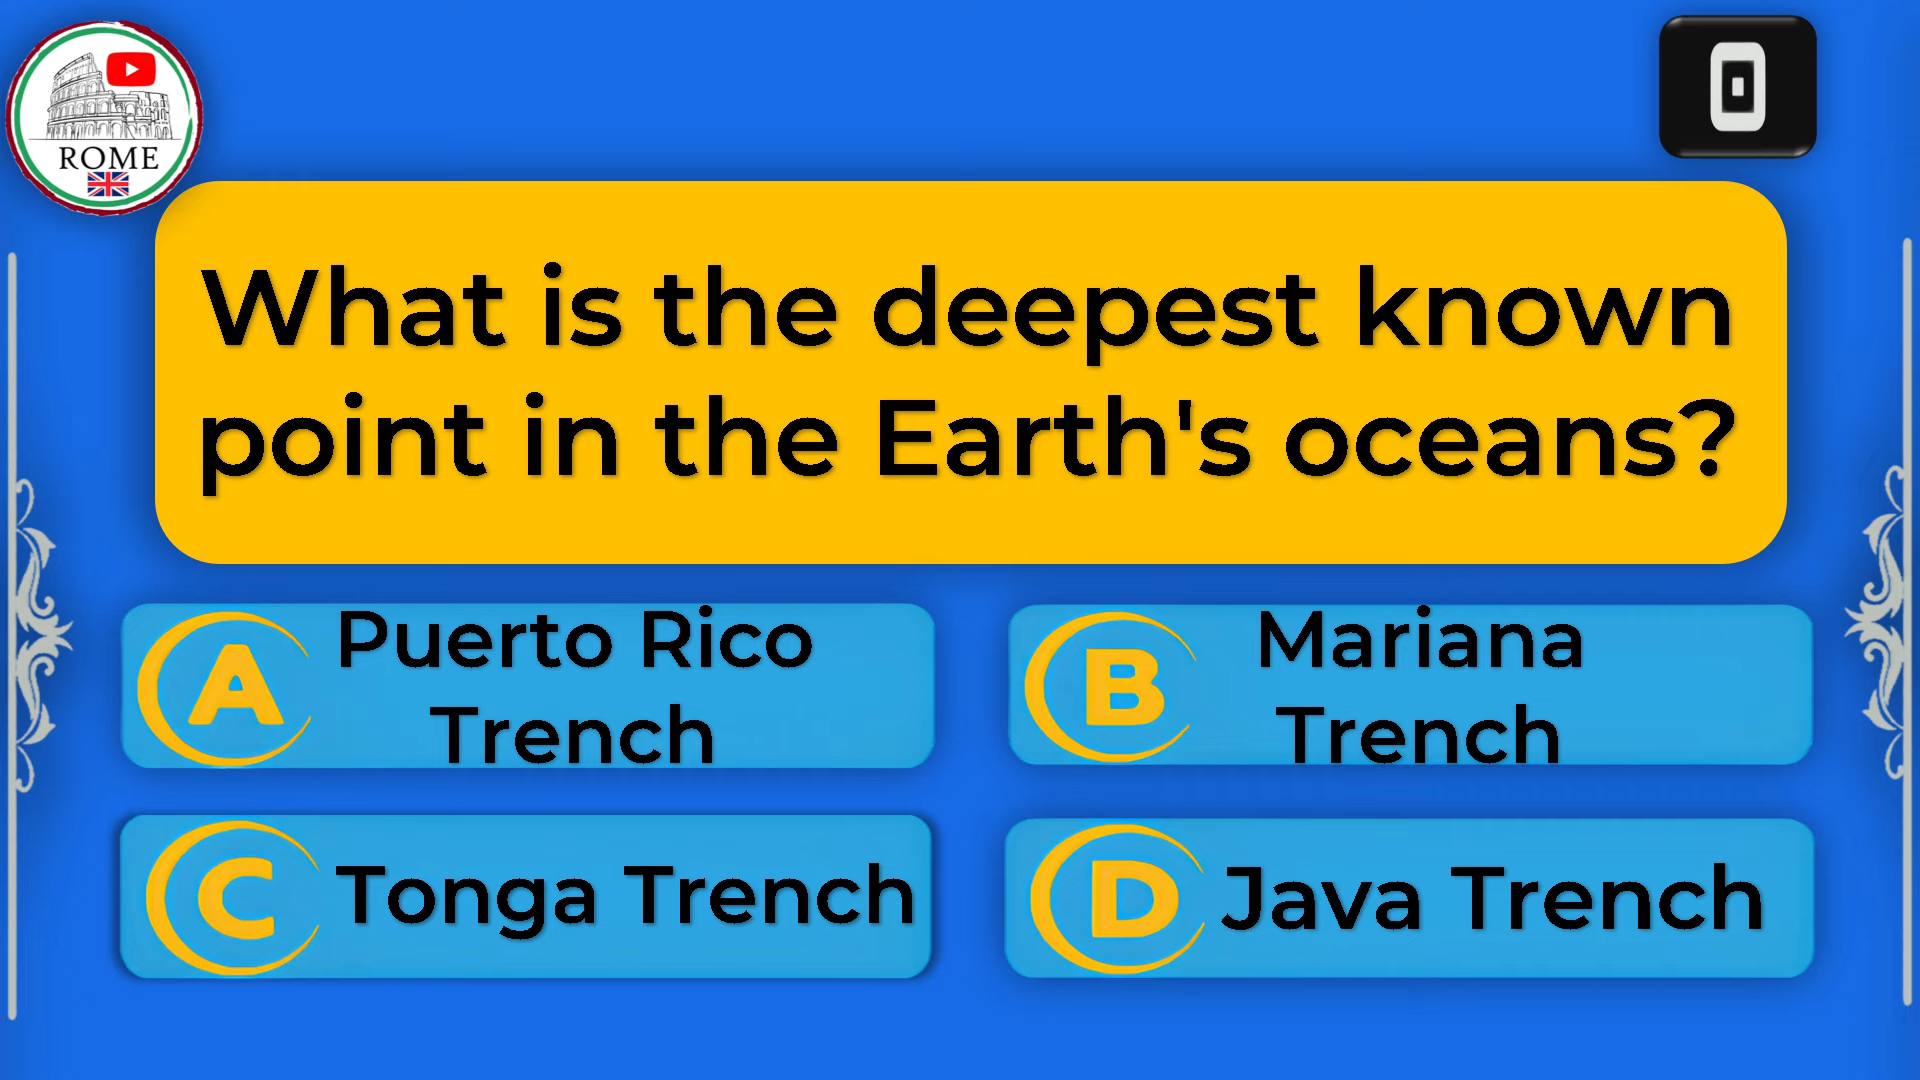 ROME
0
What is the deepest known
point in the Earth's oceans?
A
Puerto Rico
Trench
B
Mariana
Trench
C
Tonga Trench
D
Java Trench